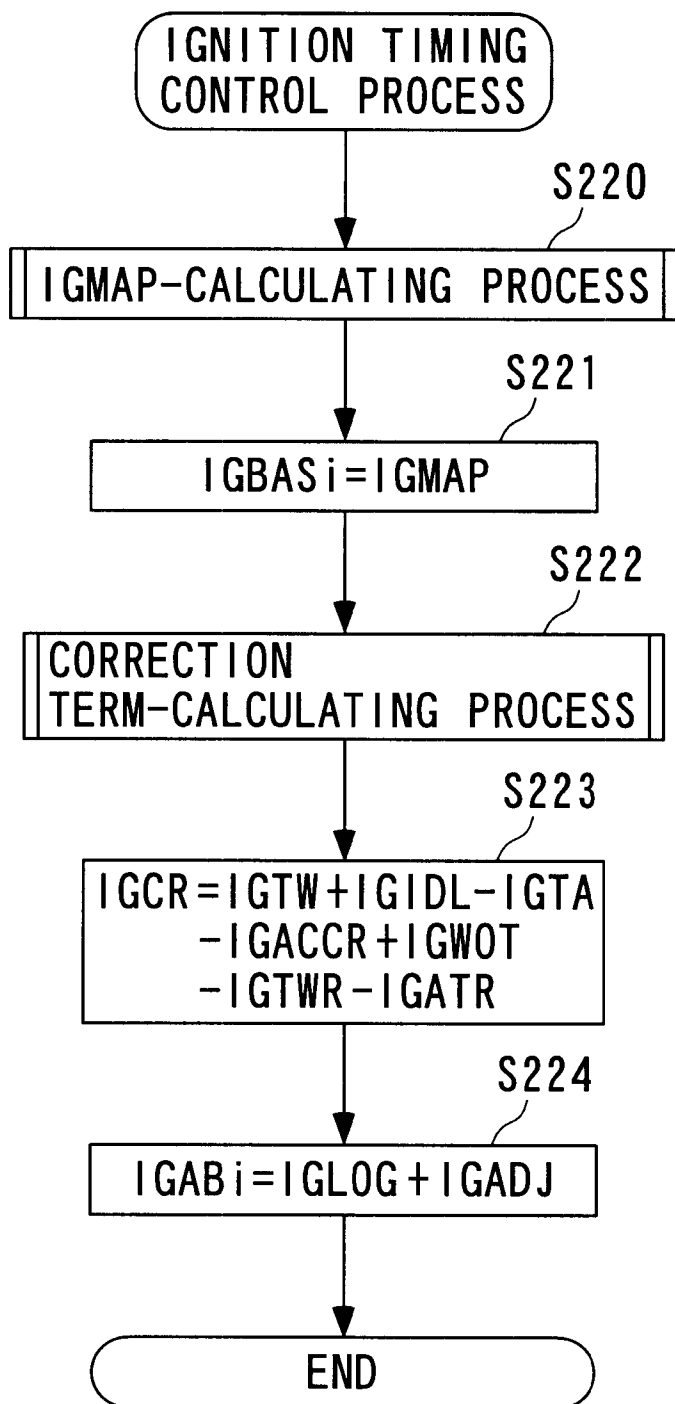 IGNITION TIMING
CONTROL PROCESS
S220
IGMAP-CALCULATING PROCESS
S221
IGBASi=IGMAP
S222
CORRECTION
TERM-CALCULATING PROCESS
S223
IGCR=IGTW+IGIDL-IGTA
-IGACCR+IGWOT
-IGTWR-IGATR
S224
IGABi=IGLOG+IGADJ
END